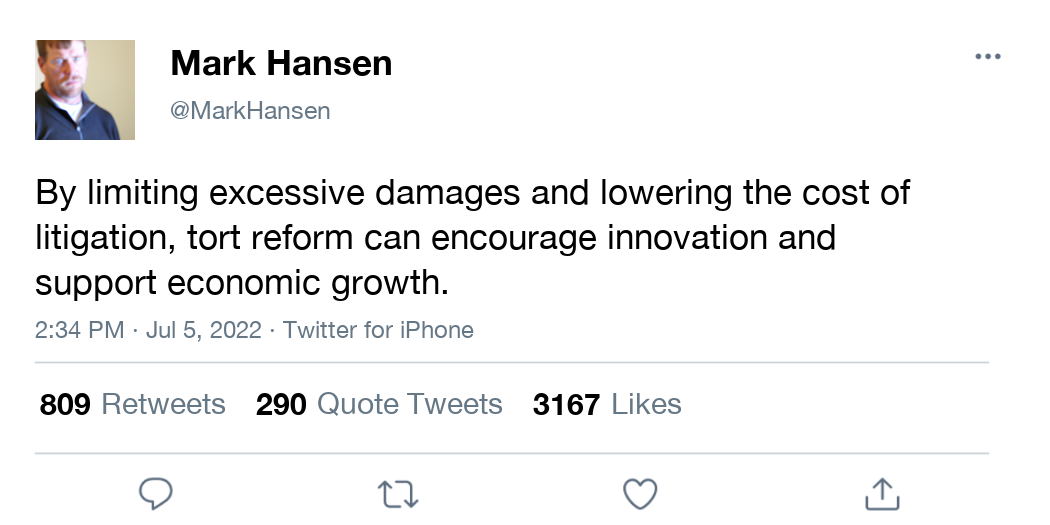 Mark Hansen
@MarkHansen
By limiting excessive damages and lowering the cost of
litigation, tort reform can encourage innovation and
support economic growth.
2:34 PM · Jul 5, 2022 · Twitter for iPhone
809 Retweets 290 Quote Tweets 3167 Likes